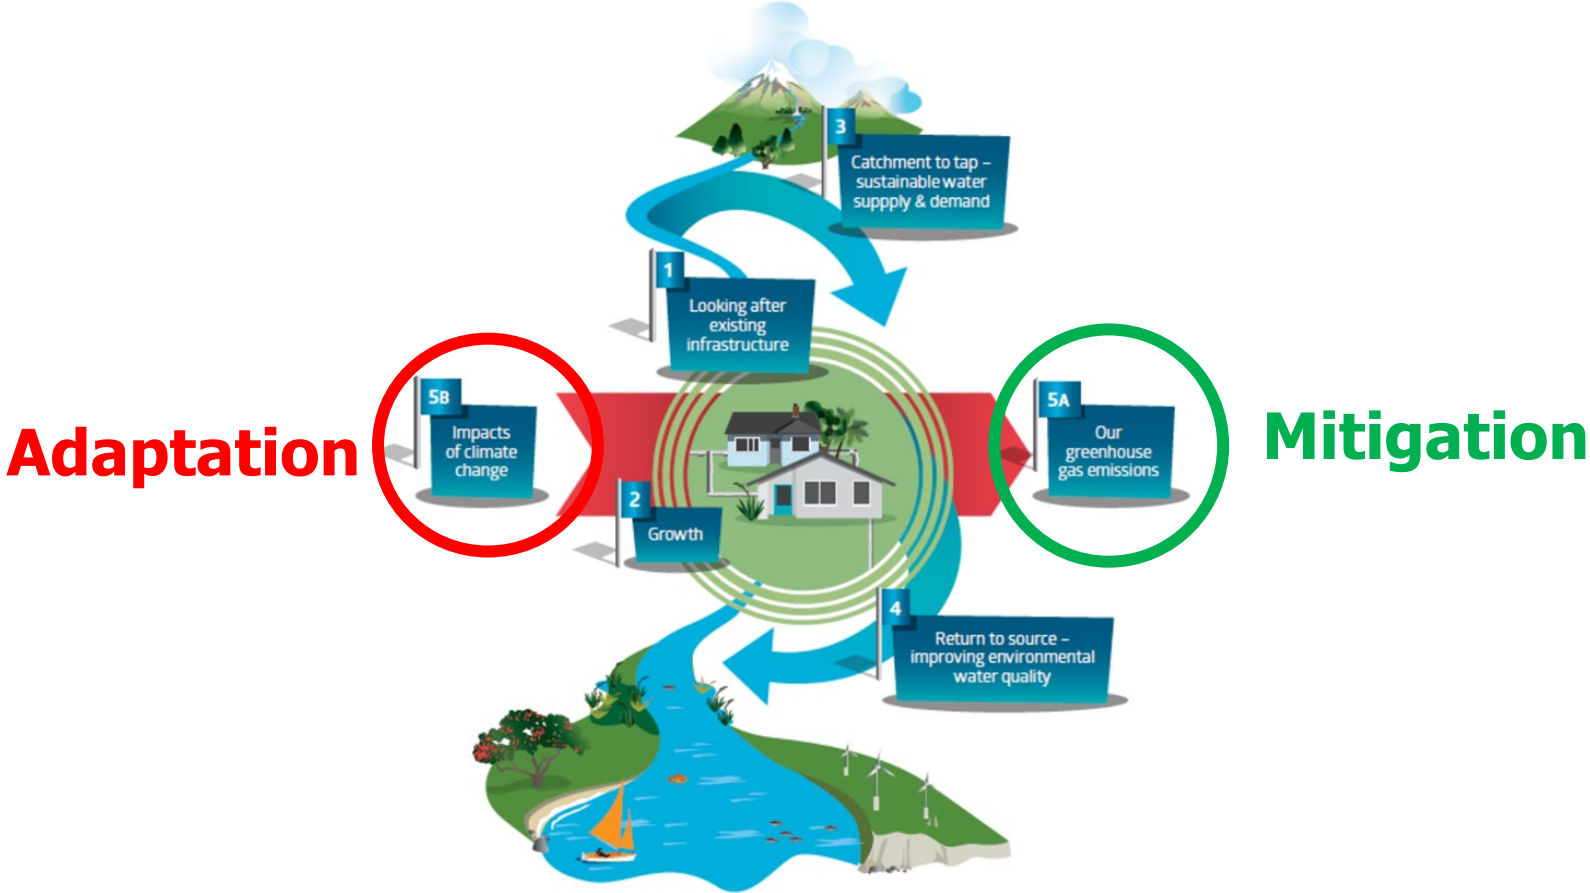 3
Catchment to tap –
sustainable water
suppply & demand
1
Looking after
existing
infrastructure
5B
Impacts
of climate
change
Adaptation
5A
Our
greenhouse
gas emissions
Mitigation
2
Growth
4
Return to source –
improving environmental
water quality